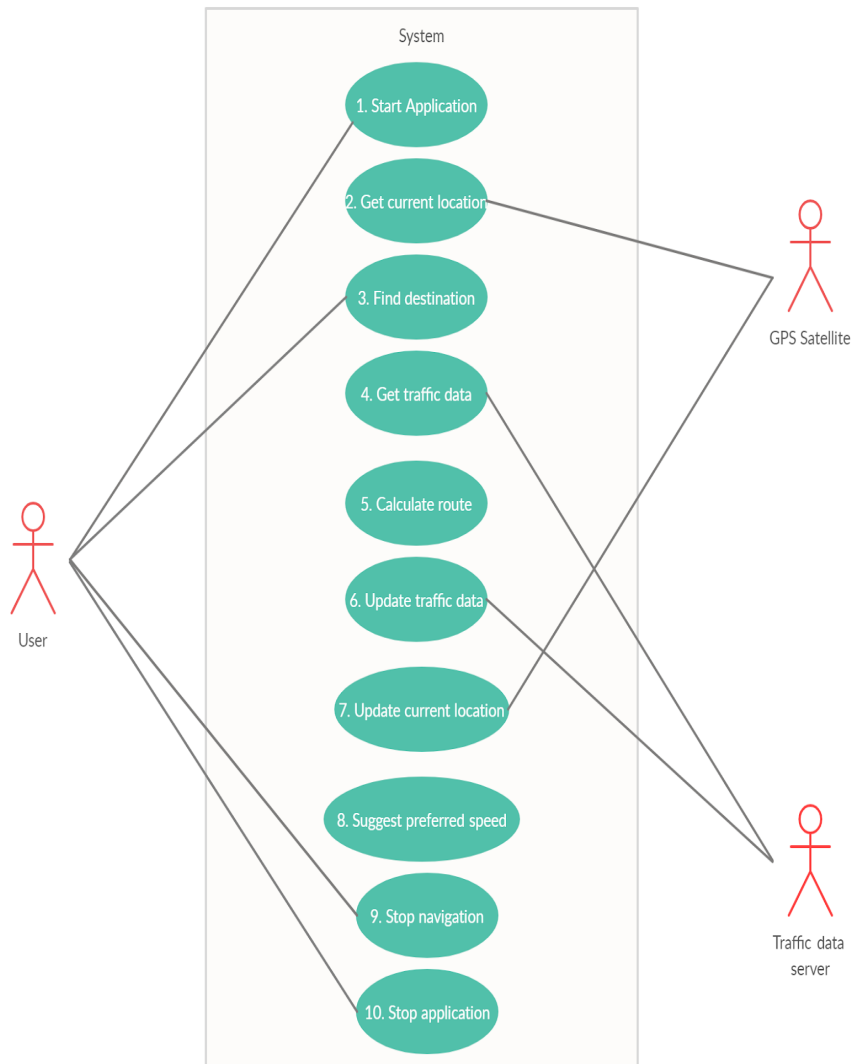 System
1. Start Application
2. Get current location
3. Find destination
4. Get traffic data
5. Calculate route
6. Update traffic data
7. Update current location
8. Suggest preferred speed
9. Stop navigation
10. Stop application
User
GPS Satellite
Traffic data
server